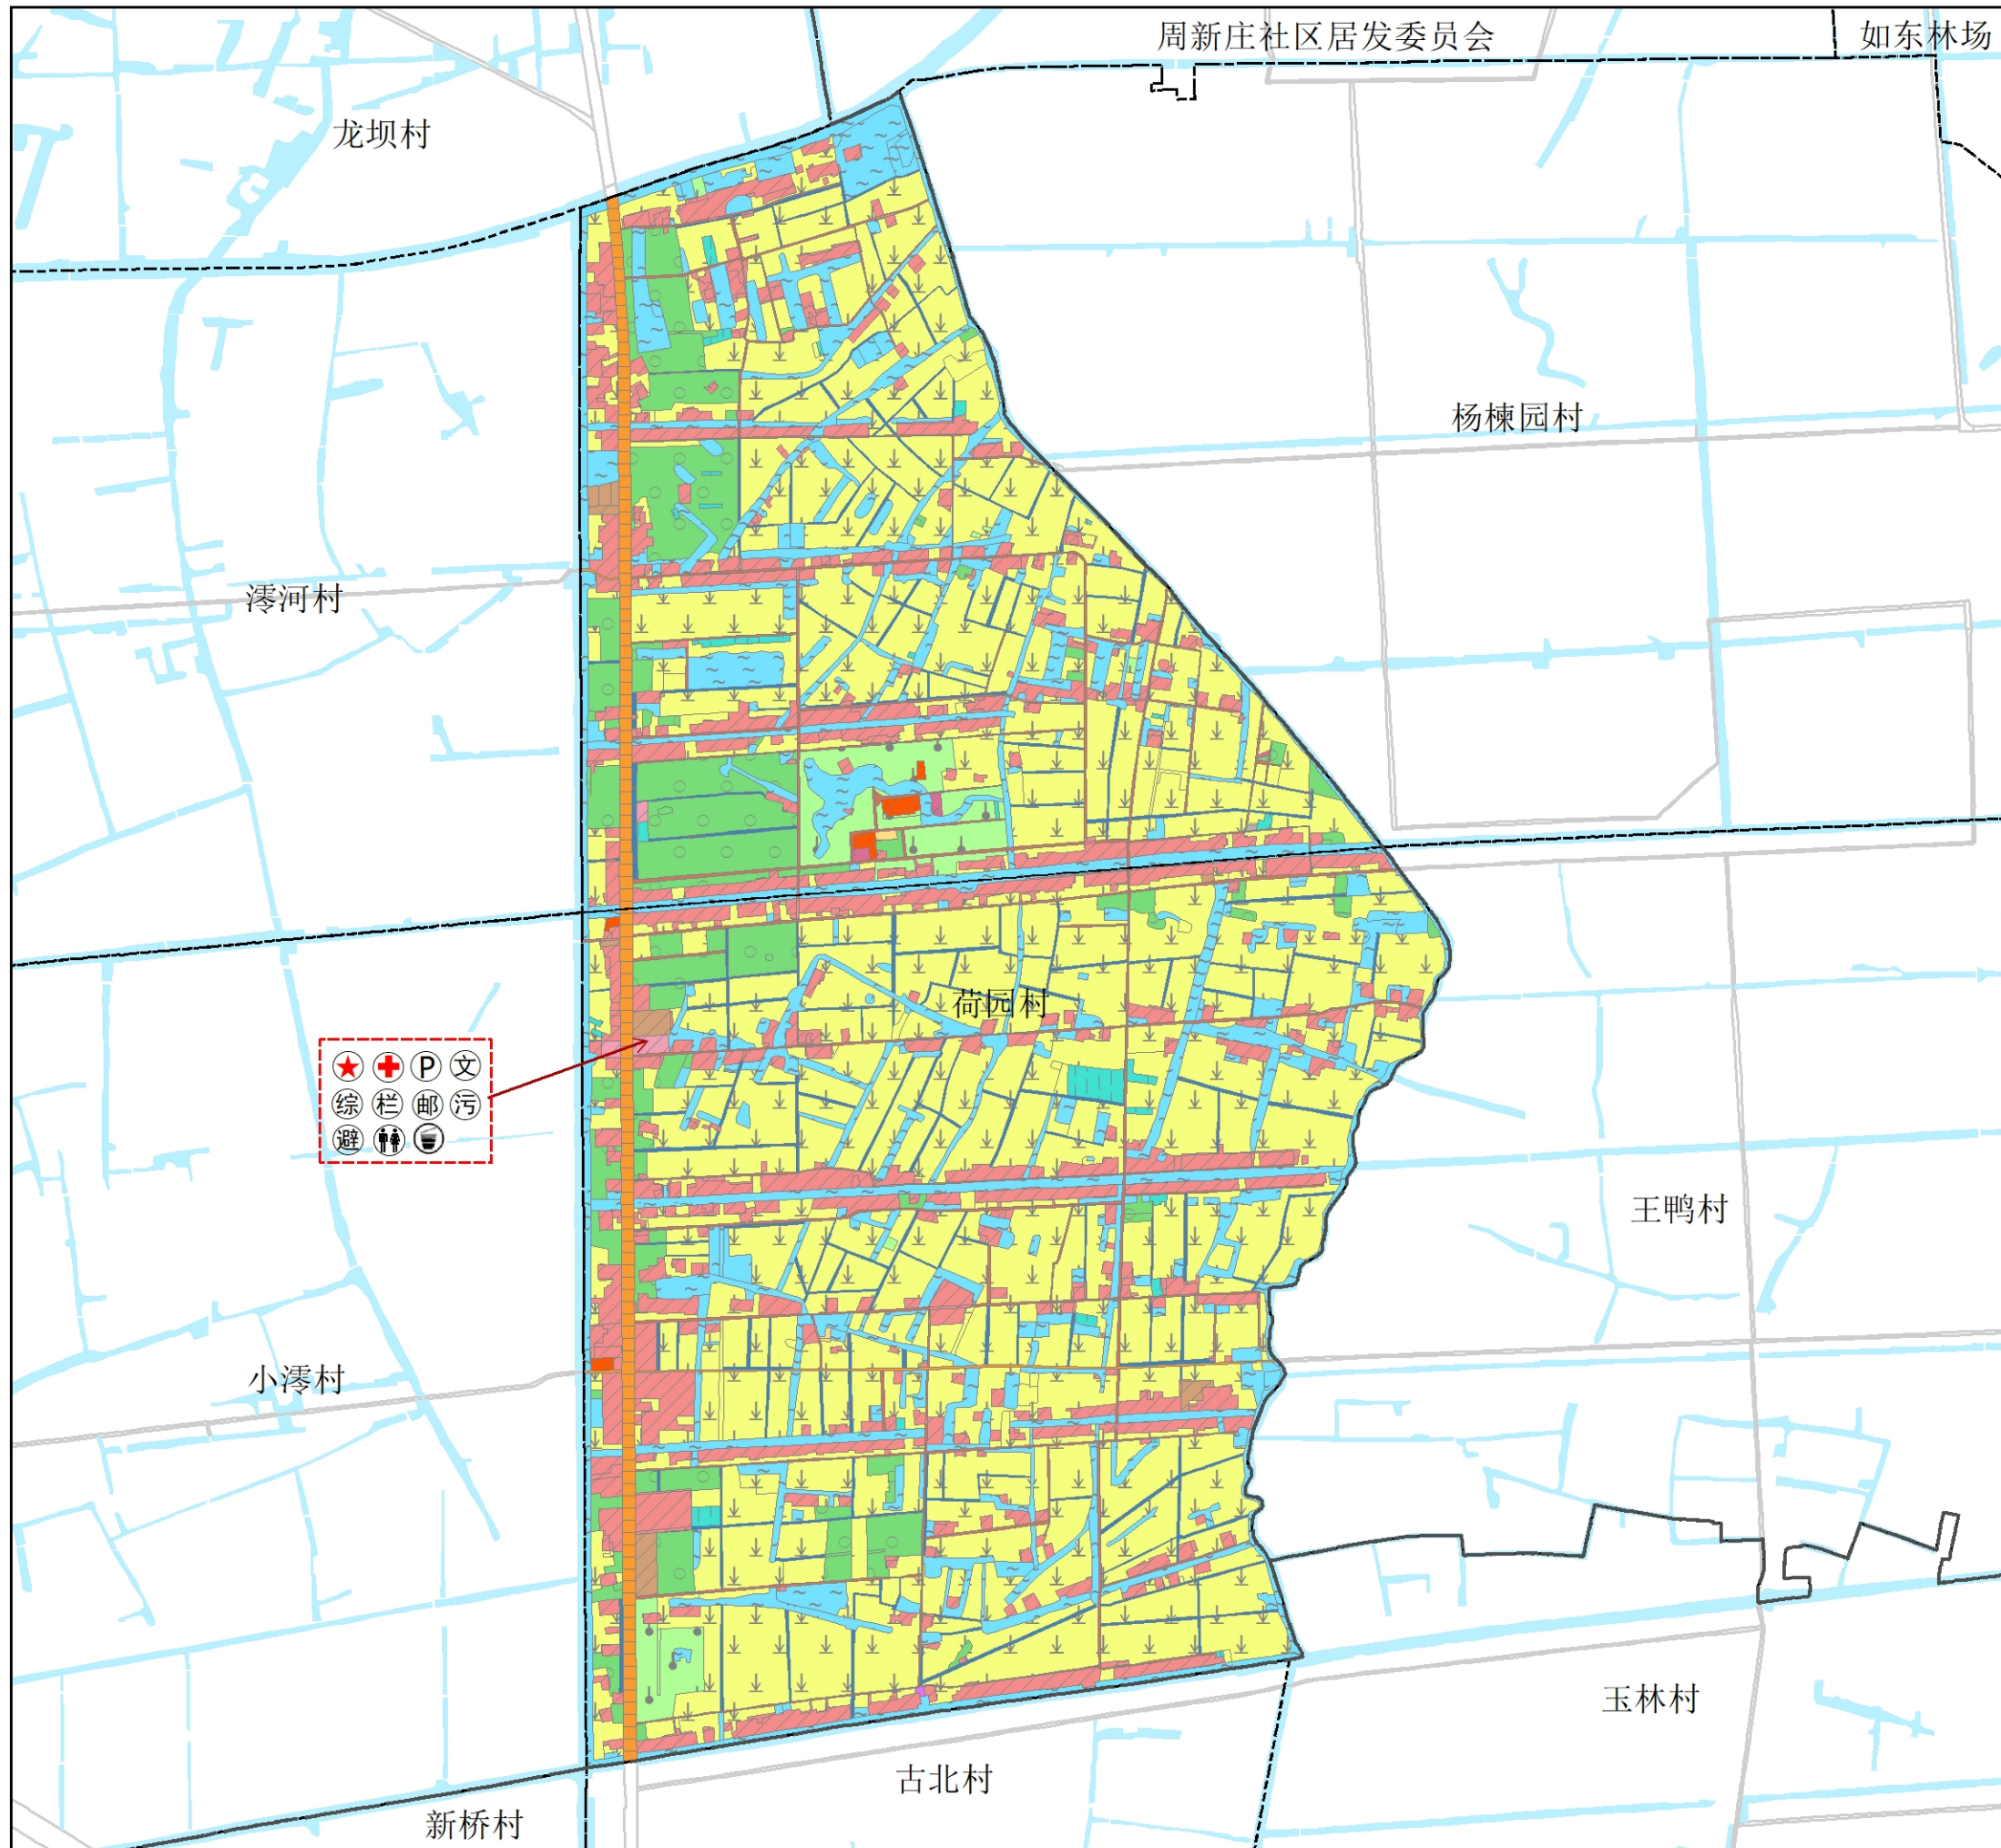 周新庄社区居发委员会
如东林场
龙坝村
杨楝园村
澪河村
荷园村
P 文
综 栏 邮 污
避
王鸭村
小澪村
玉林村
古北村
新桥村